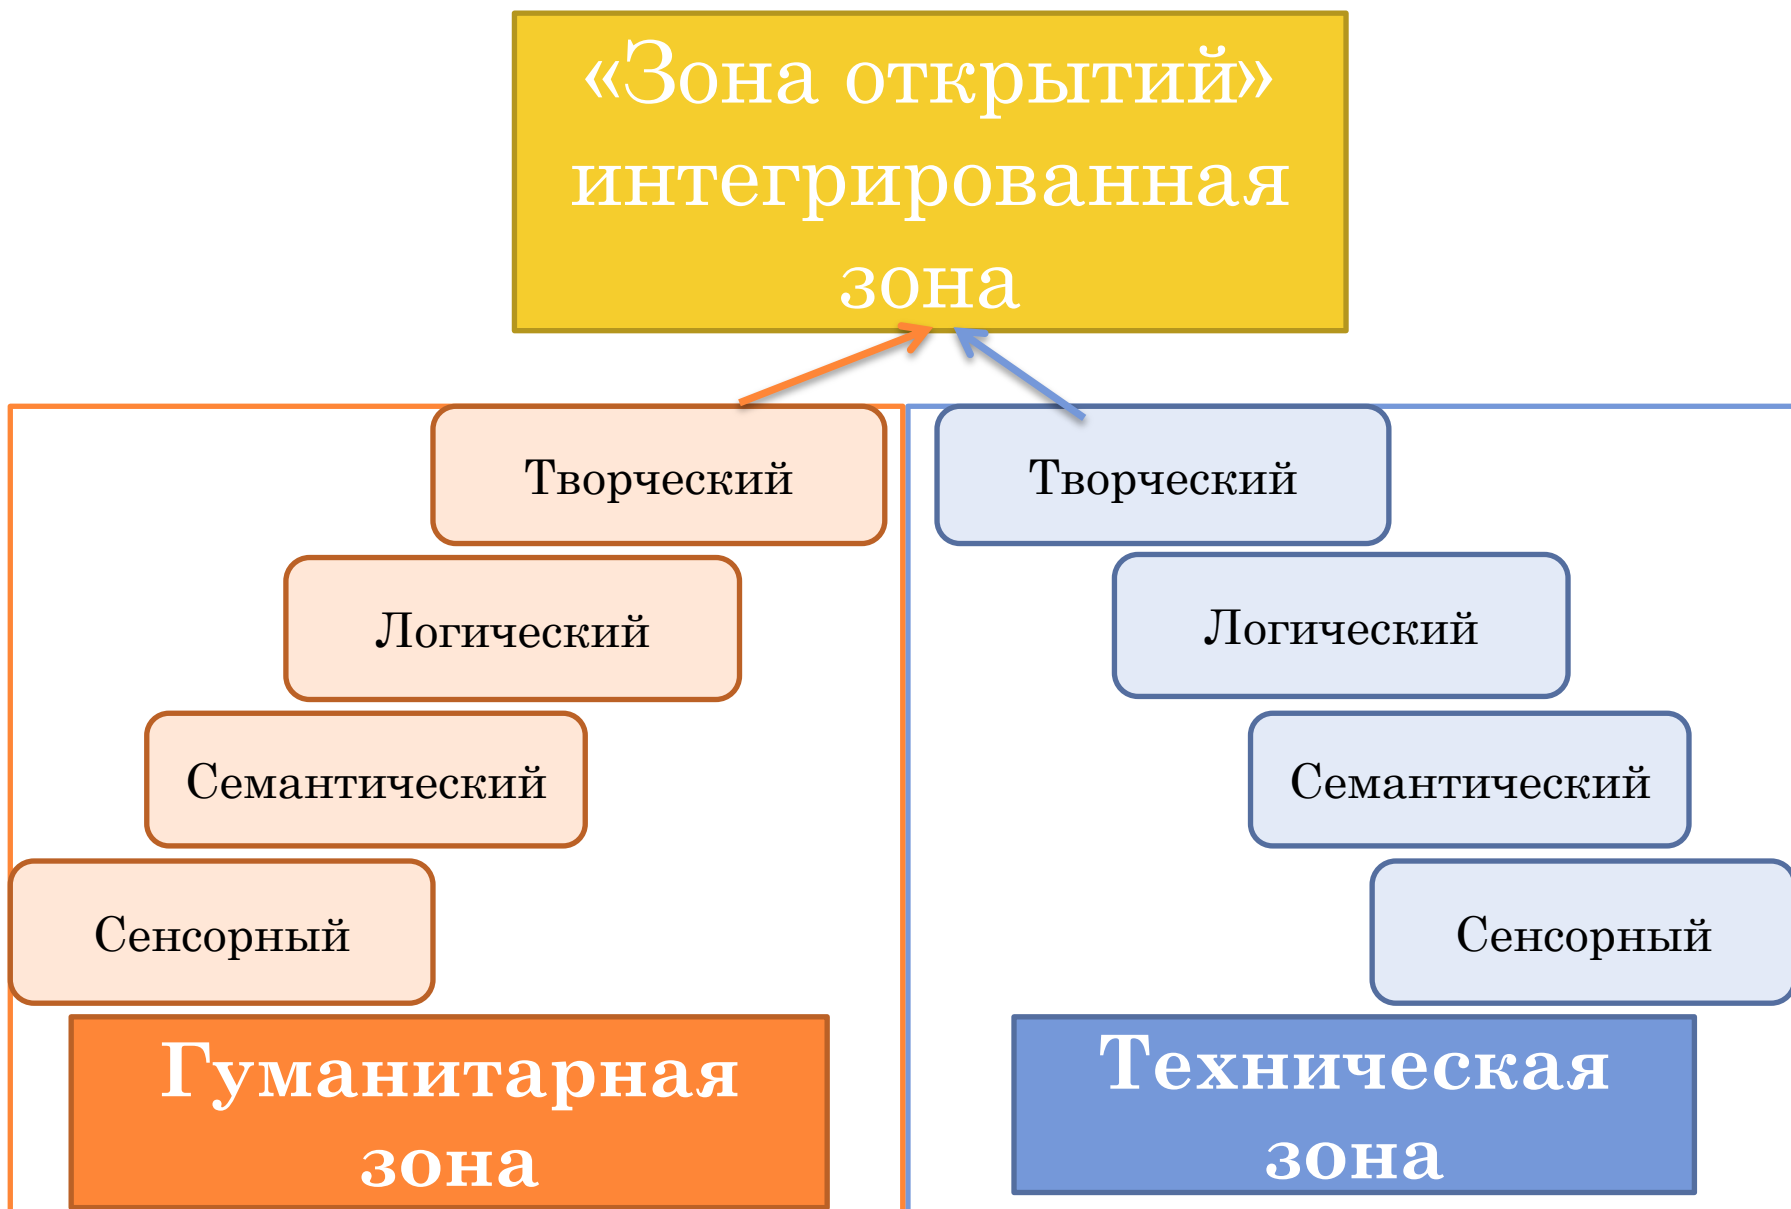 «Зона открытий»
интегрированная
зона
Творческий
Логический
Семантический
Сенсорный
Гуманитарная
зона
Творческий
Логический
Семантический
Сенсорный
Техническая
зона